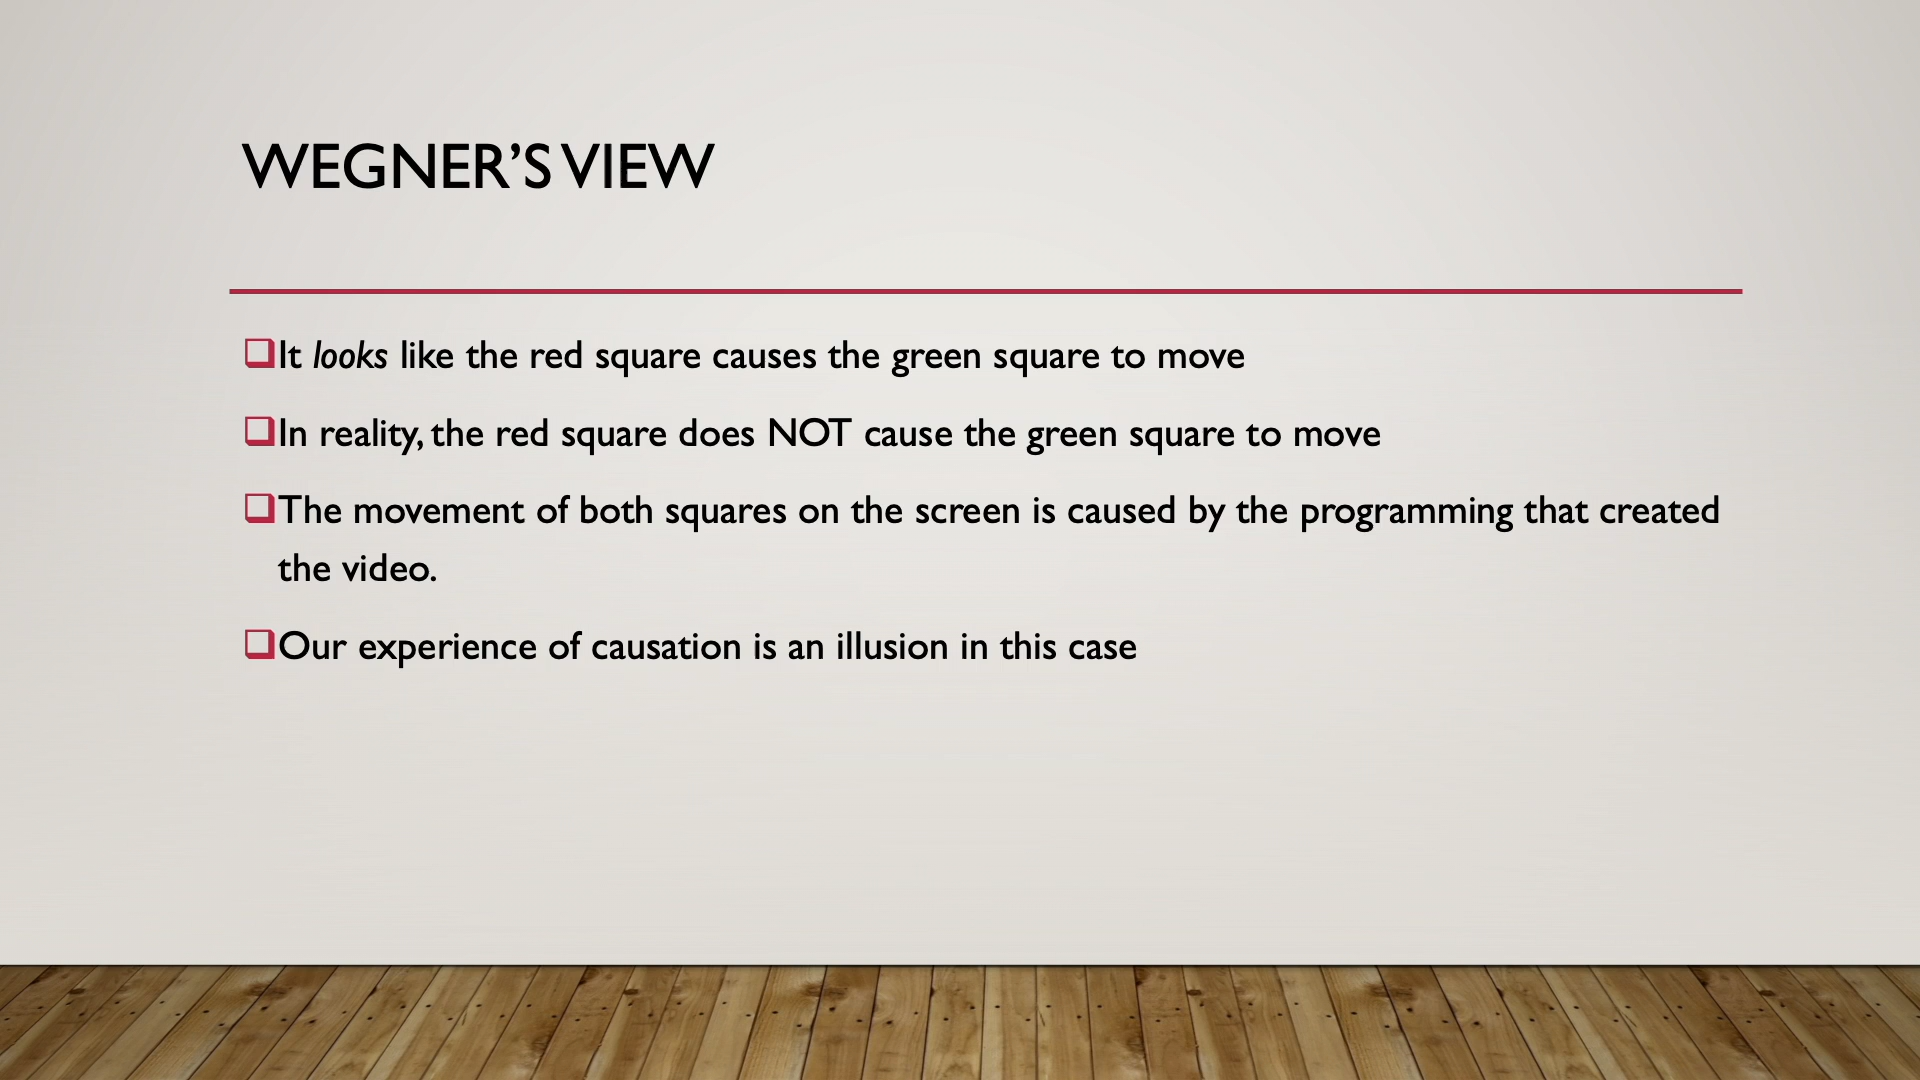 WEGNER’S VIEW
It looks like the red square causes the green square to move
In reality, the red square does NOT cause the green square to move
The movement of both squares on the screen is caused by the programming that created
the video.
Our experience of causation is an illusion in this case